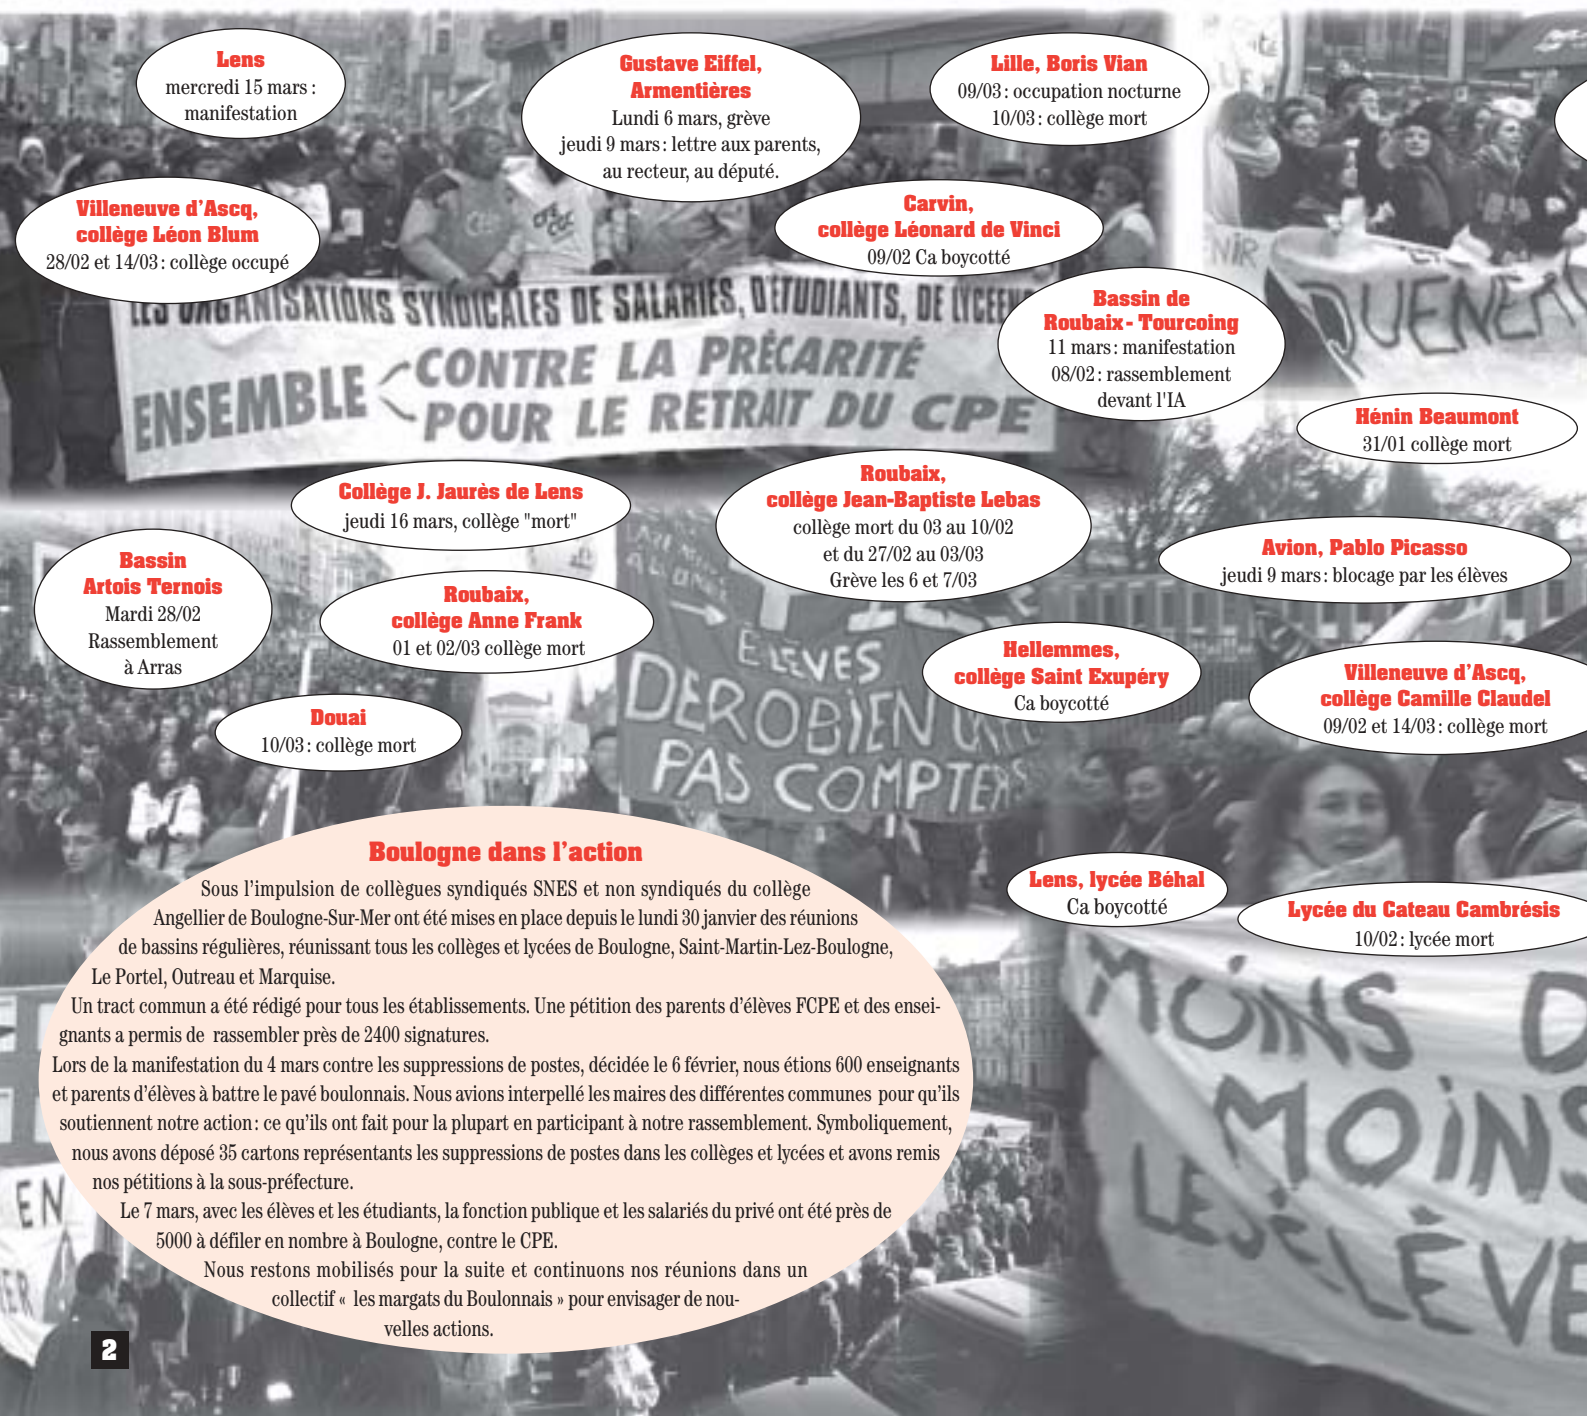 Lens
mercredi 15 mars :
manifestation
Gustave Eiffel,
Armentières
Lundi 6 mars, grève
jeudi 9 mars : lettre aux parents,
au recteur, au député.
Lille, Boris Vian
09/03 : occupation nocturne
10/03 : collège mort
Villeneuve d'Ascq,
collège Léon Blum
28/02 et 14/03 : collège occupé
Carvin,
collège Léonard de Vinci
09/02 Ca boycotté
Bassin de
Roubaix - Tourcoing
11 mars : manifestation
08/02 : rassemblement
devant l'IA
LES ORGANISATIONS SYNDICALES DE SALARIÉS, D'ÉTUDIANTS, DE LYCEENS
ENSEMBLE
CONTRE LA PRÉCARITÉ
POUR LE RETRAIT DU CPE
Hénin Beaumont
31/01 collège mort
Collège J. Jaurès de Lens
jeudi 16 mars, collège "mort"
Roubaix,
collège Jean-Baptiste Lebas
collège mort du 03 au 10/02
et du 27/02 au 03/03
Grève les 6 et 7/03
Avion, Pablo Picasso
jeudi 9 mars : blocage par les élèves
Bassin
Artois Ternois
Mardi 28/02
Rassemblement
à Arras
Roubaix,
collège Anne Frank
01 et 02/03 collège mort
ÉLEVES
DEROBIEN
PAS COMPTER
Hellemmes,
collège Saint Exupéry
Ca boycotté
Villeneuve d'Ascq,
collège Camille Claudel
09/02 et 14/03 : collège mort
Douai
10/03 : collège mort
Lens, lycée Béhal
Ca boycotté
Lycée du Cateau Cambrésis
10/02 : lycée mort
MOINS D
MOINS
LES ÉLÈVE
Boulogne dans l'action
Sous l'impulsion de collègues syndiqués SNES et non syndiqués du collège
Angellier de Boulogne-Sur-Mer ont été mises en place depuis le lundi 30 janvier des réunions
de bassins régulières, réunissant tous les collèges et lycées de Boulogne, Saint-Martin-Lez-Boulogne,
Le Portel, Outreau et Marquise.
Un tract commun a été rédigé pour tous les établissements. Une pétition des parents d'élèves FCPE et des ensei-
gnants a permis de rassembler près de 2400 signatures.
Lors de la manifestation du 4 mars contre les suppressions de postes, décidée le 6 février, nous étions 600 enseignants
et parents d'élèves à battre le pavé boulonnais. Nous avions interpellé les maires des différentes communes pour qu'ils
soutiennent notre action : ce qu'ils ont fait pour la plupart en participant à notre rassemblement. Symboliquement,
nous avons déposé 35 cartons représentants les suppressions de postes dans les collèges et lycées et avons remis
nos pétitions à la sous-préfecture.
Le 7 mars, avec les élèves et les étudiants, la fonction publique et les salariés du privé ont été près de
5000 à défiler en nombre à Boulogne, contre le CPE.
Nous restons mobilisés pour la suite et continuons nos réunions dans un
collectif « les margats du Boulonnais » pour envisager de nou-
velles actions.
EN
2